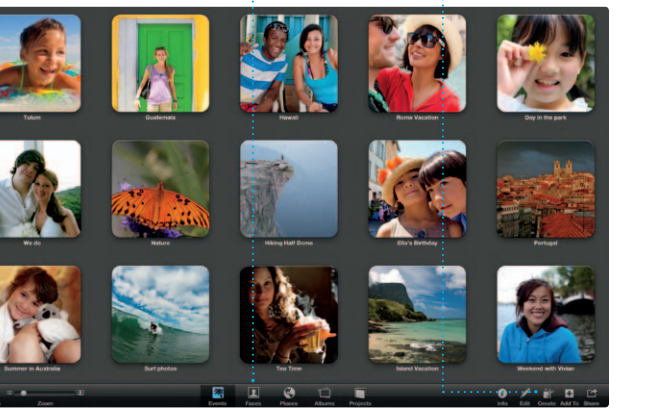 Tulum Guatemala Hawaii Roma Vacation Day in the park
We do Nature Hiking Half Dome Ella's Birthday Portugal
Summer in Australia Surf photos Tea Time Island Vacation Weekend with Vivian
Zoom Events Faces Places Albums Projects Info Edit Create Add To Share